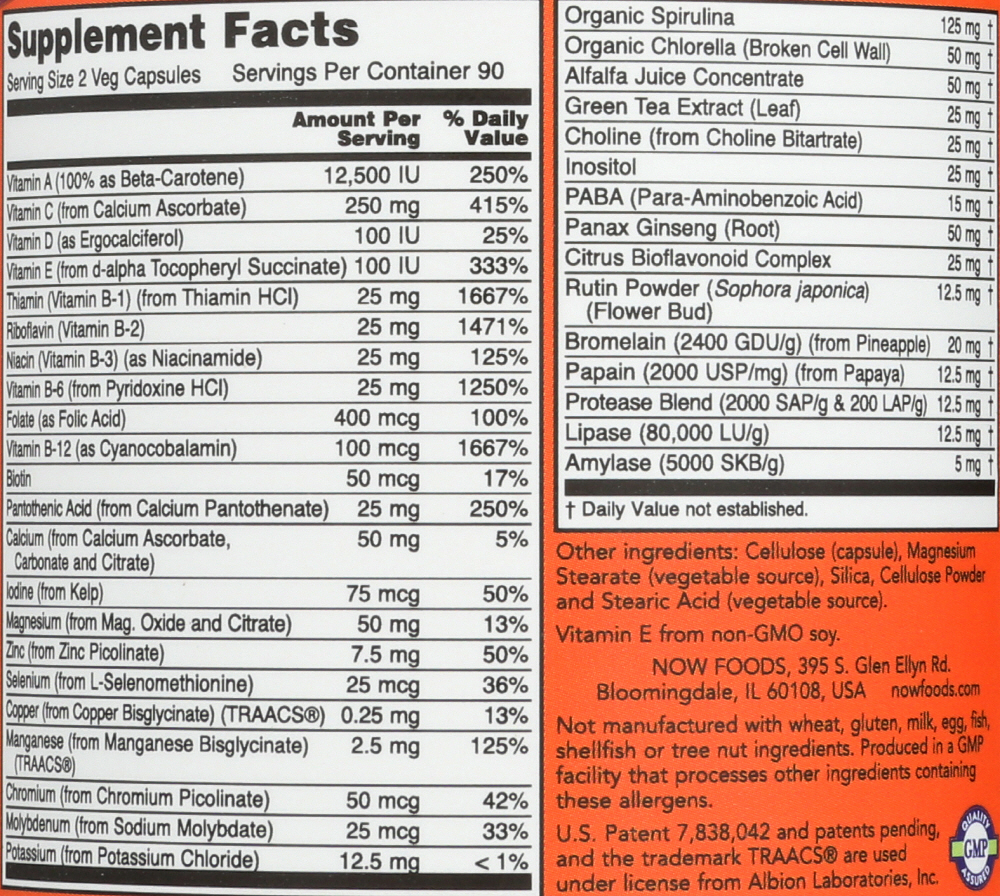 Supplement Facts
Serving Size 2 Veg Capsules Servings Per Container 90
Amount Per Serving % Daily Value
Vitamin A (100% as Beta-Carotene) 12,500 IU 250%
Vitamin C (from Calcium Ascorbate) 250 mg 415%
Vitamin D (as Ergocalciferol) 100 IU 25%
Vitamin E (from d-alpha Tocopheryl Succinate) 100 IU 333%
Thiamin (Vitamin B-1) (from Thiamin HCl) 25 mg 1667%
Riboflavin (Vitamin B-2) 25 mg 1471%
Niacin (Vitamin B-3) (as Niacinamide) 25 mg 125%
Vitamin B-6 (from Pyridoxine HCl) 25 mg 1250%
Folate (as Folic Acid) 400 mcg 100%
Vitamin B-12 (as Cyanocobalamin) 100 mcg 1667%
Biotin 50 mcg 17%
Pantothenic Acid (from Calcium Pantothenate) 25 mg 250%
Calcium (from Calcium Ascorbate, 50 mg 5%
Carbonate and Citrate)
Iodine (from Kelp) 75 mcg 50%
Magnesium (from Mag. Oxide and Citrate) 50 mg 13%
Zinc (from Zinc Picolinate) 7.5 mg 50%
Selenium (from L-Selenomethionine) 25 mcg 36%
Copper (from Copper Bisglycinate) (TRAACS®) 0.25 mg 13%
Manganese (from Manganese Bisglycinate) 2.5 mg 125%
(TRAACS®)
Chromium (from Chromium Picolinate) 50 mcg 42%
Molybdenum (from Sodium Molybdate) 25 mcg 33%
Potassium (from Potassium Chloride) 12.5 mg < 1%
Organic Spirulina 125 mg †
Organic Chlorella (Broken Cell Wall) 50 mg †
Alfalfa Juice Concentrate 50 mg †
Green Tea Extract (Leaf) 25 mg †
Choline (from Choline Bitartrate) 25 mg †
Inositol 25 mg †
PABA (Para-Aminobenzoic Acid) 15 mg †
Panax Ginseng (Root) 50 mg †
Citrus Bioflavonoid Complex 25 mg †
Rutin Powder (Sophora japonica) 12.5 mg †
(Flower Bud)
Bromelain (2400 GDU/g) (from Pineapple) 20 mg †
Papain (2000 USP/mg) (from Papaya) 12.5 mg †
Protease Blend (2000 SAP/g & 200 LAP/g) 12.5 mg †
Lipase (80,000 LU/g) 12.5 mg †
Amylase (5000 SKB/g) 5 mg †
† Daily Value not established.
Other ingredients: Cellulose (capsule), Magnesium
Stearate (vegetable source), Silica, Cellulose Powder
and Stearic Acid (vegetable source).
Vitamin E from non-GMO soy.
NOW FOODS, 395 S. Glen Ellyn Rd.
Bloomingdale, IL 60108, USA nowfoods.com
Not manufactured with wheat, gluten, milk, egg, fish,
shellfish or tree nut ingredients. Produced in a GMP
facility that processes other ingredients containing
these allergens.
U.S. Patent 7,838,042 and patents pending,
and the trademark TRAACS® are used
under license from Albion Laboratories, Inc.
QUALITY
GMP
ASSURED